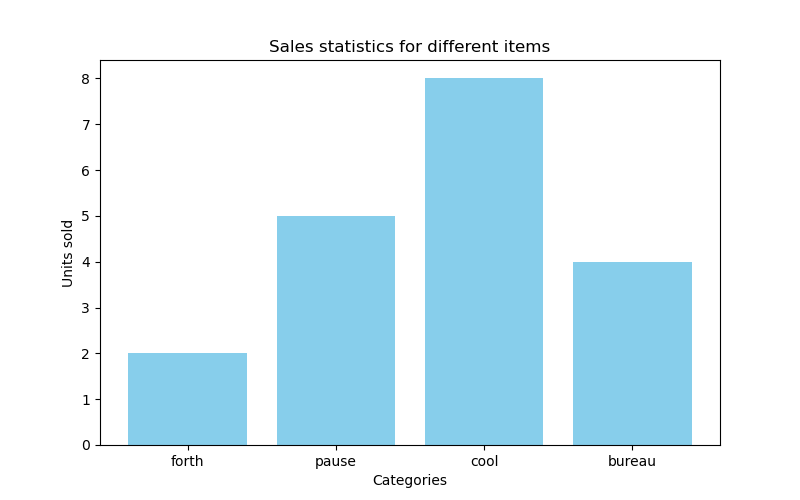 Sales statistics for different items
Units sold
8
7
6
5
4
3
2
1
0
forth pause cool bureau
Categories